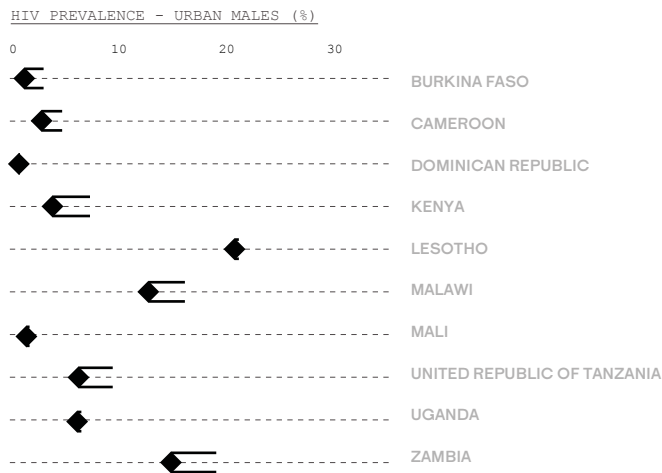 HIV PREVALENCE - URBAN MALES (%)
0 10 20 30
BURKINA FASO
CAMEROON
DOMINICAN REPUBLIC
KENYA
LESOTHO
MALAWI
MALI
UNITED REPUBLIC OF TANZANIA
UGANDA
ZAMBIA